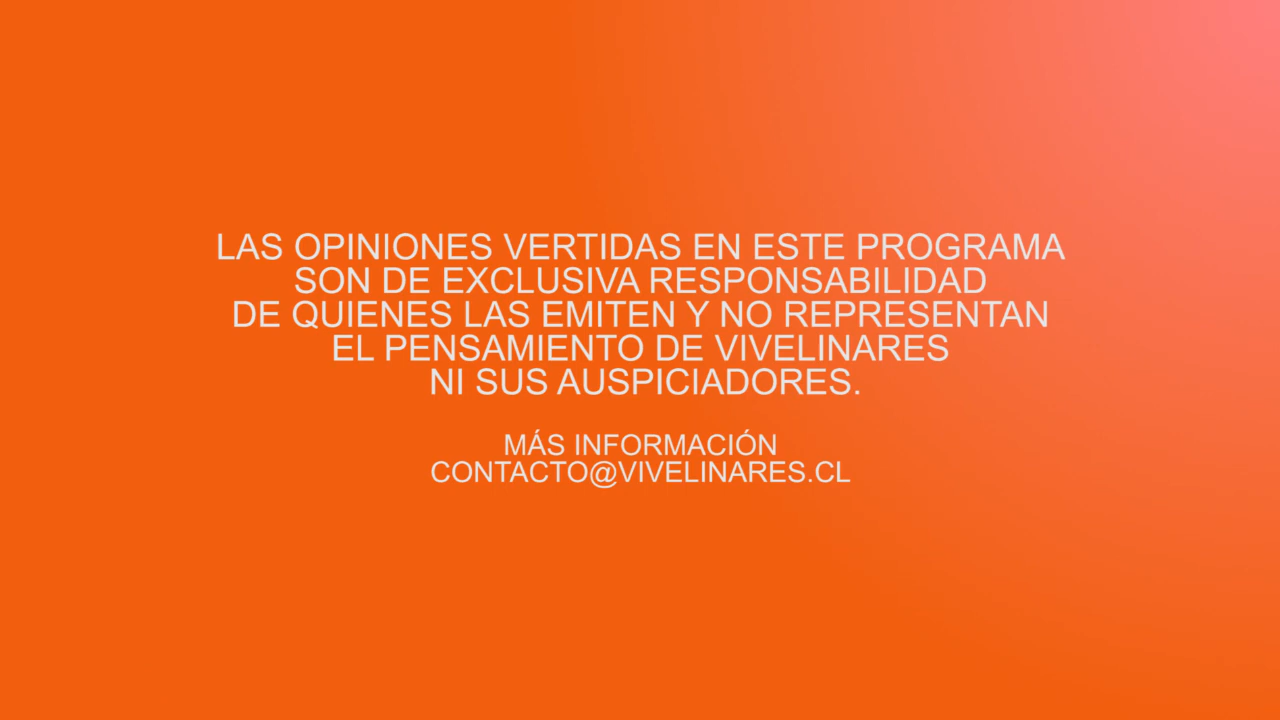 LAS OPINIONES VERTIDAS EN ESTE PROGRAMA
SON DE EXCLUSIVA RESPONSABILIDAD
DE QUIENES LAS EMITEN Y NO REPRESENTAN
EL PENSAMIENTO DE VIVELINARES
NI SUS AUSPICIADORES.
MÁS INFORMACIÓN
CONTACTO@VIVELINARES.CL